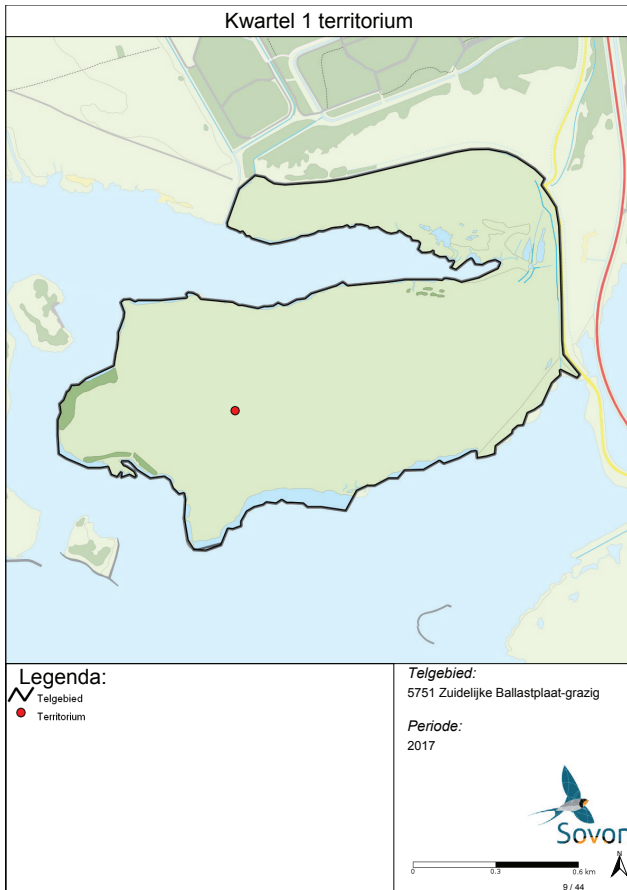 Kwartel 1 territorium
Legenda:
Telgebied
Territorium
Telgebied:
5751 Zuidelijke Ballastplaat-grazig
Periode:
2017
Sovon
N
0 0.3 0.6 km
9 / 44